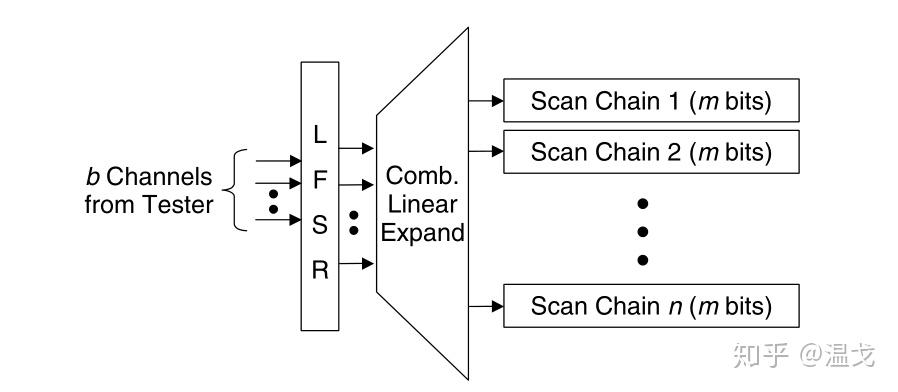 b Channels
from Tester
L
F
S
R
Comb.
Linear
Expand
Scan Chain 1 (m bits)
Scan Chain 2 (m bits)
Scan Chain n (m bits)
知乎 @温戈